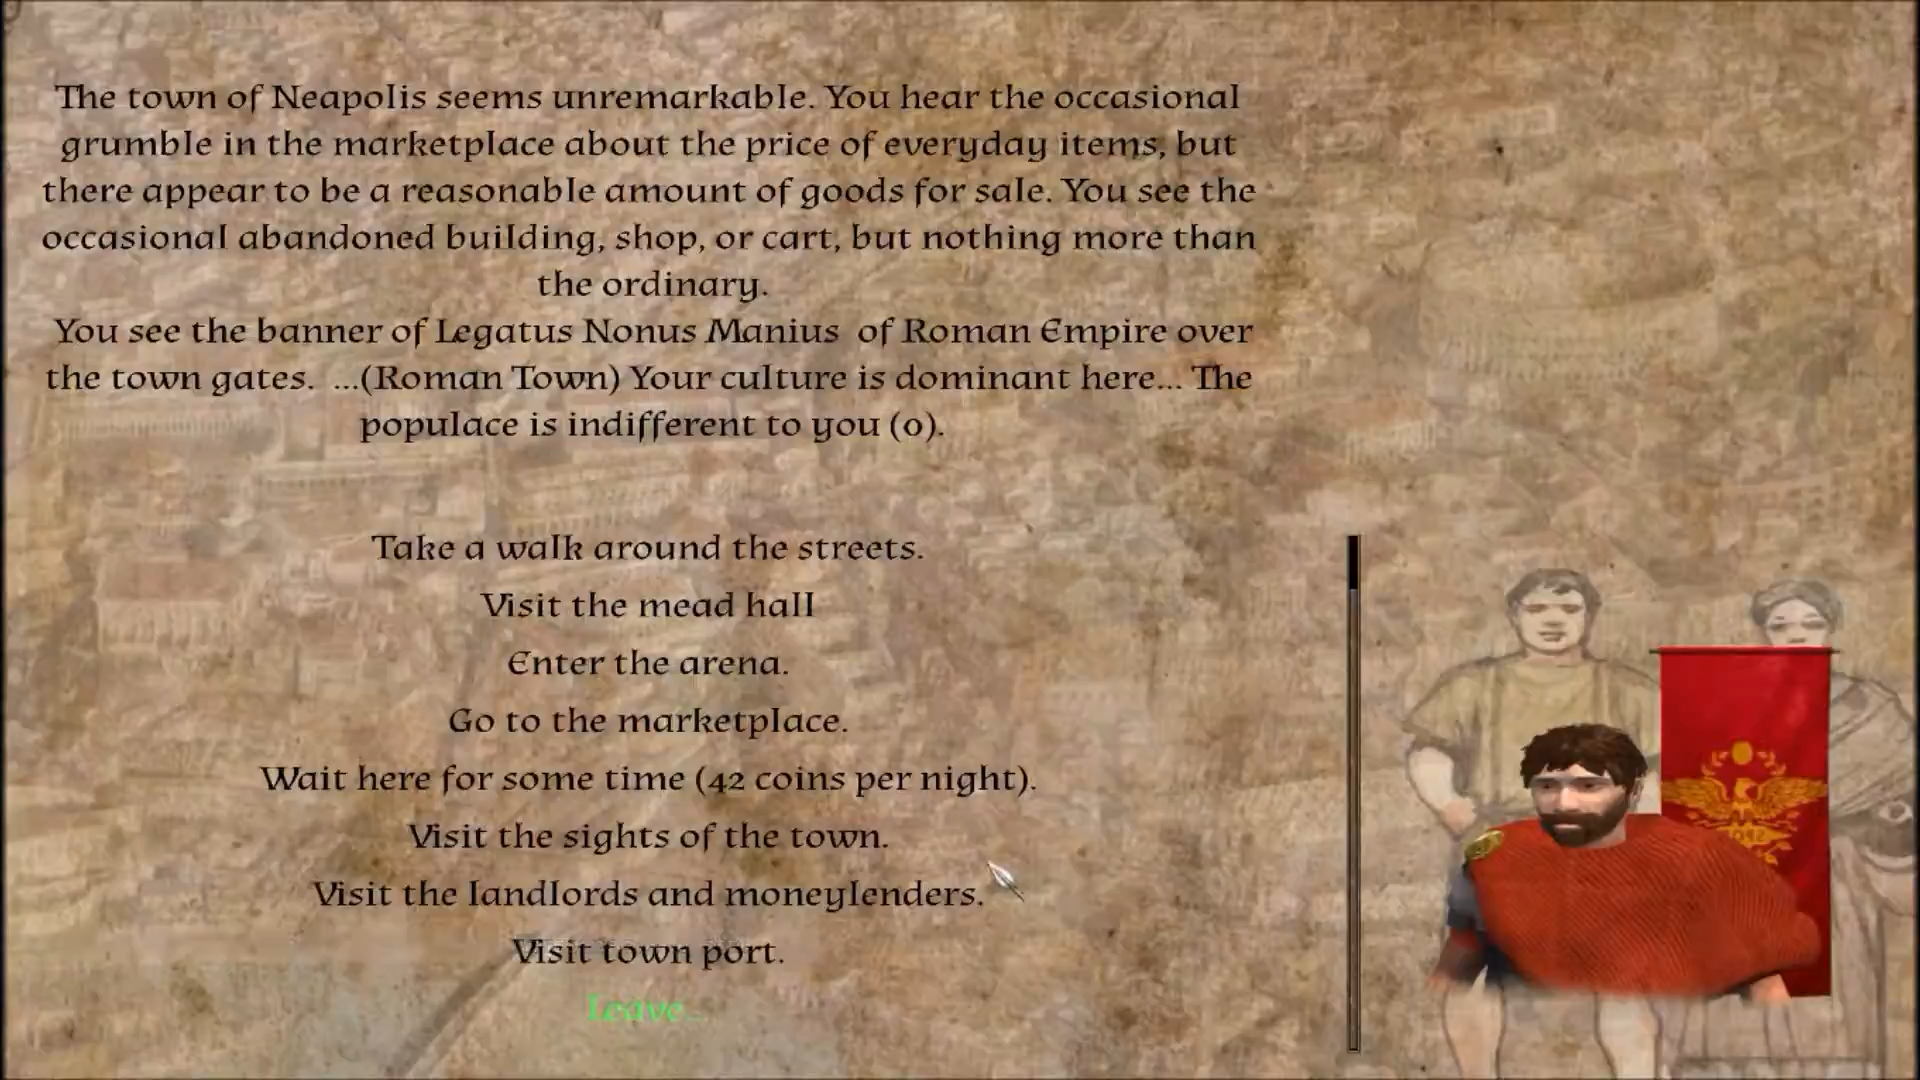 The town of Neapolis seems unremarkable. You hear the occasional
grumble in the marketplace about the price of everyday items, but
there appear to be a reasonable amount of goods for sale. You see the
occasional abandoned building, shop, or cart, but nothing more than
the ordinary.
You see the banner of Legatus Nonus Manius of Roman Empire over
the town gates. ...(Roman Town) Your culture is dominant here... The
populace is indifferent to you (0).
Take a walk around the streets.
Visit the mead hall
Enter the arena.
Go to the marketplace.
Wait here for some time (42 coins per night).
Visit the sights of the town.
Visit the landlords and moneylenders.
Visit town port.
Leave...